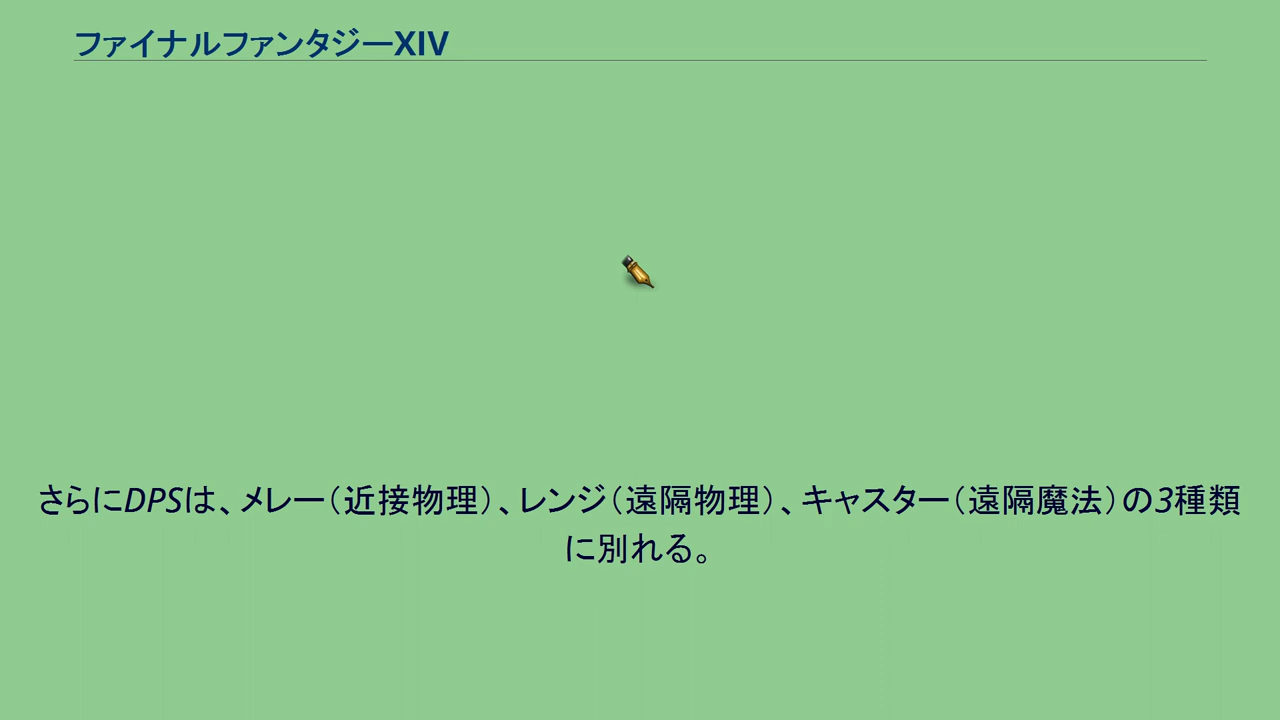 ファイナルファンタジーXIV
さらにDPSは、メレー（近接物理）、レンジ（遠隔物理）、キャスター（遠隔魔法）の3種類
に別れる。